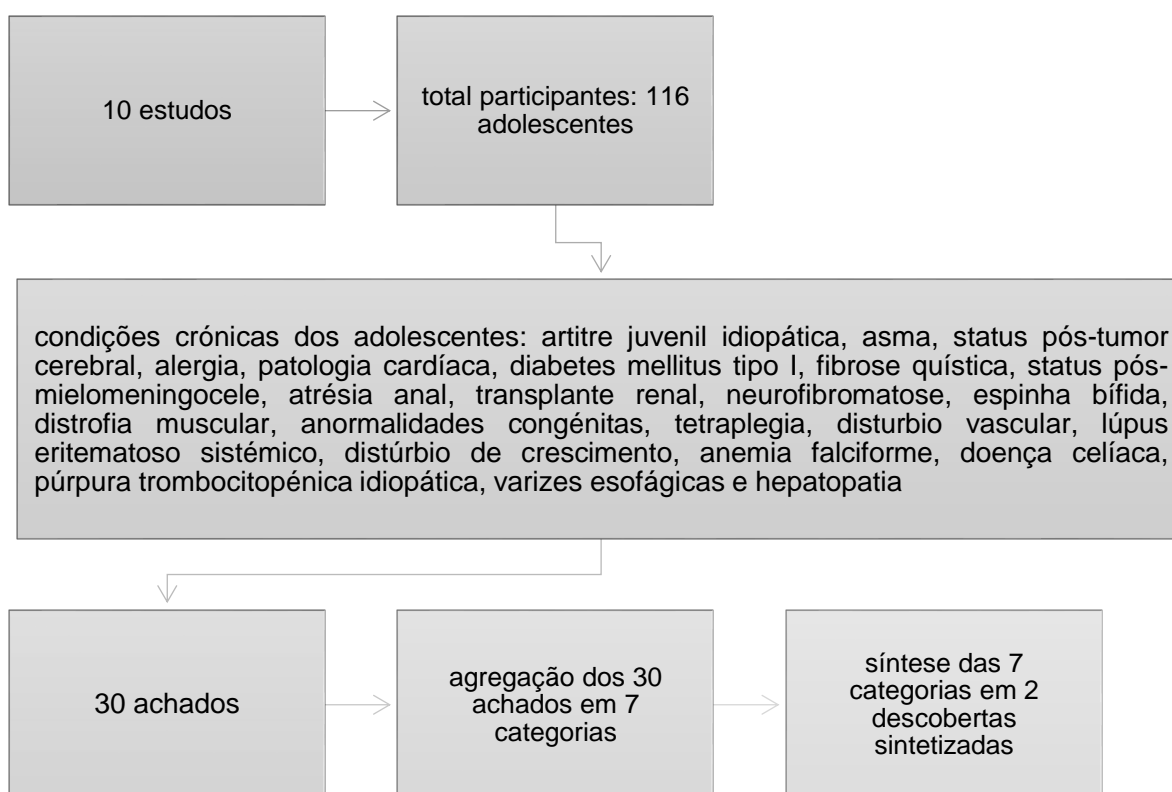 10 estudos
total participantes: 116
adolescentes
condições crónicas dos adolescentes: artitre juvenil idiopática, asma, status pós-tumor
cerebral, alergia, patologia cardíaca, diabetes mellitus tipo I, fibrose quística, status pós-
mielomeningocele, atrésia anal, transplante renal, neurofibromatose, espinha bífida,
distrofia muscular, anormalidades congénitas, tetraplegia, disturbio vascular, lúpus
eritematoso sistémico, distúrbio de crescimento, anemia falciforme, doença celíaca,
púrpura trombocitopénica idiopática, varizes esofágicas e hepatopatia
30 achados
agregação dos 30
achados em 7
categorias
síntese das 7
categorias em 2
descobertas
sintetizadas